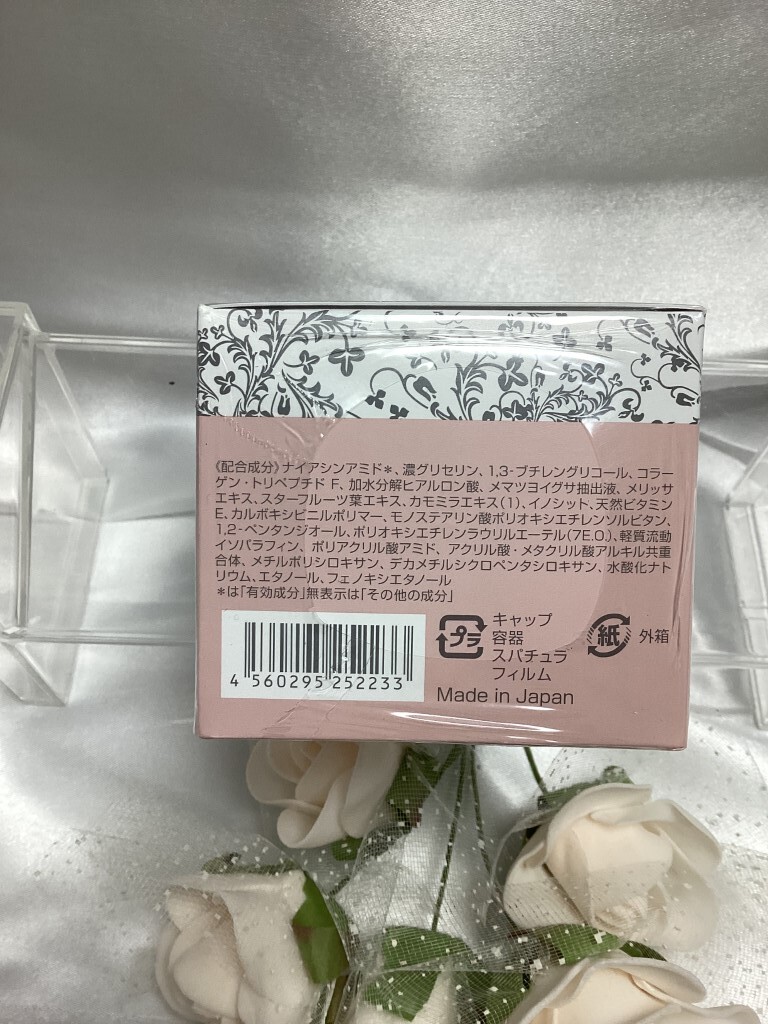 《配合成分》ナイアシンアミド＊、濃グリセリン、1,3-ブチレングリコール、コラー
ゲン・トリペプチド F、加水分解ヒアルロン酸、メマツヨイグサ抽出液、メリッサ
エキス、スターフルーツ葉エキス、カモミラエキス（1）、イノシット、天然ビタミン
E、カルボキシビニルポリマー、モノステアリン酸ポリオキシエチレンソルビタン、
1,2-ペンタンジオール、ポリオキシエチレンラウリルエーテル(7E.O.)、軽質流動
イソパラフィン、ポリアクリル酸アミド、アクリル酸・メタクリル酸アルキル共重
合体、メチルポリシロキサン、デカメチルシクロペンタシロキサン、水酸化ナト
リウム、エタノール、フェノキシエタノール
＊は「有効成分」無表示は「その他の成分」
プラ
キャップ
容器
スパチュラ
フィルム
紙 外箱
4 560295 252233
Made in Japan